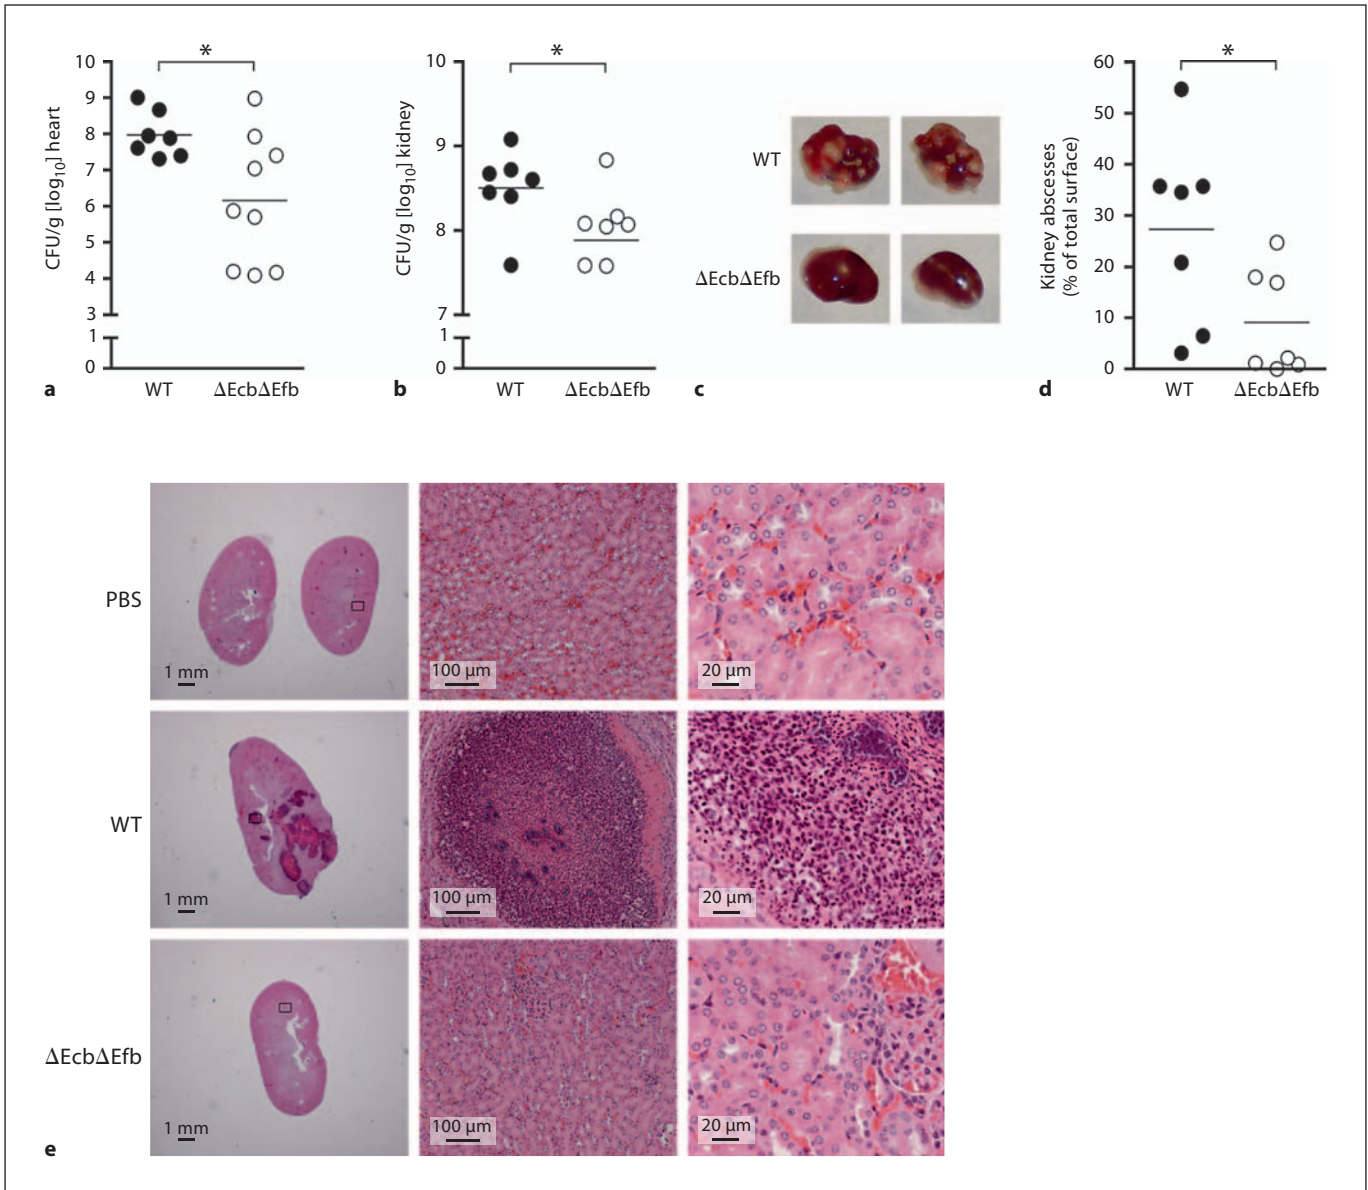 10
9
8
7
6
5
4
3
1
0
CFU/g [log10] heart
*
WT
ΔEcbΔEfb
a
10
9
8
7
1
0
CFU/g [log10] kidney
*
WT
ΔEcbΔEfb
b
WT
ΔEcbΔEfb
c
60
50
40
30
20
10
0
Kidney abscesses
(% of total surface)
*
WT
ΔEcbΔEfb
d
PBS
1 mm
100 µm
20 µm
WT
1 mm
100 µm
20 µm
ΔEcbΔEfb
1 mm
100 µm
20 µm
e